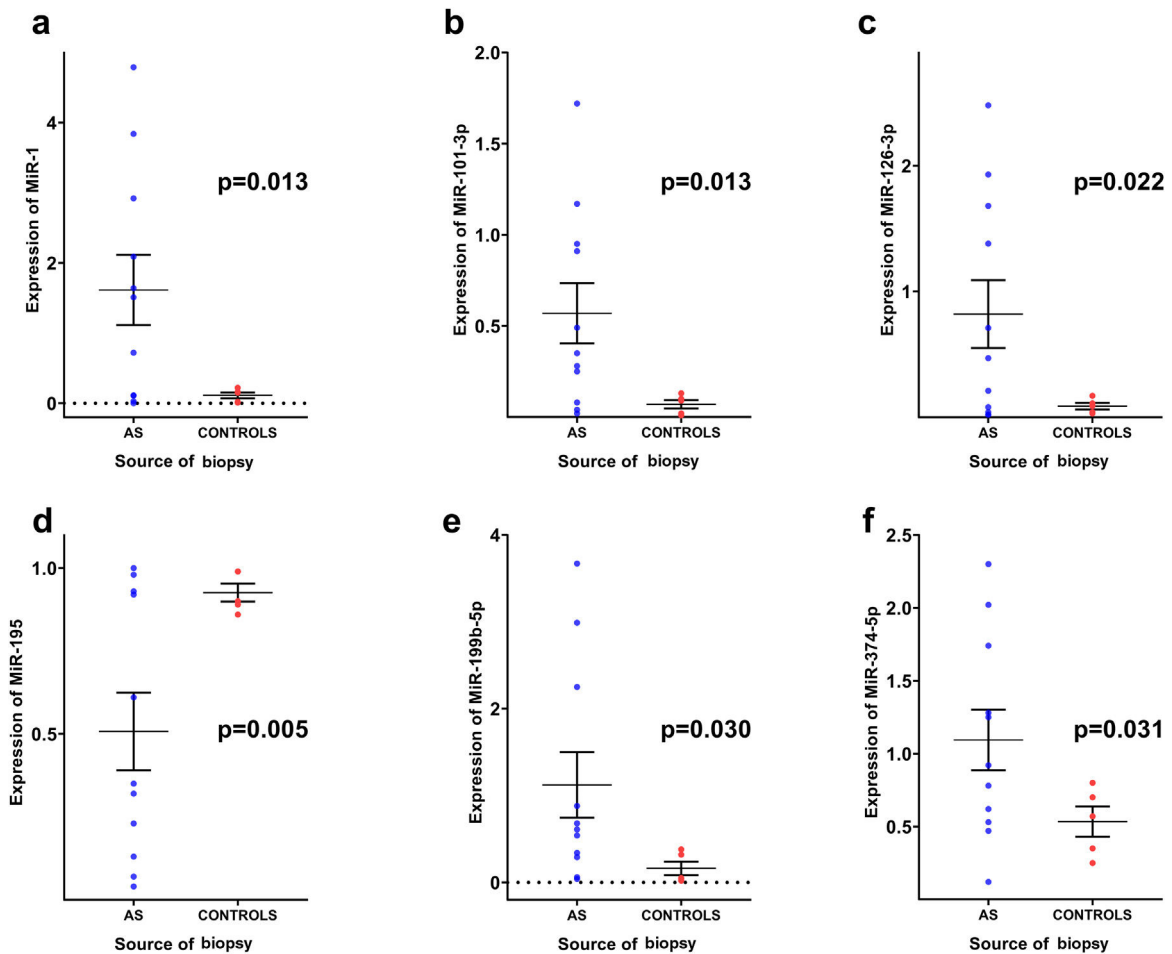 a
Expression of MiR-1
4
2
0
p=0.013
AS CONTROLS
Source of biopsy
b
Expression of MiR-101-3p
2.0
1.5
1.0
0.5
p=0.013
AS CONTROLS
Source of biopsy
c
Expression of MiR-126-3p
2
1
p=0.022
AS CONTROLS
Source of biopsy
d
Expression of MiR-195
1.0
0.5
p=0.005
AS CONTROLS
Source of biopsy
e
Expression of MiR-199b-5p
4
2
0
p=0.030
AS CONTROLS
Source of biopsy
f
Expression of MiR-374-5p
2.5
2.0
1.5
1.0
0.5
p=0.031
AS CONTROLS
Source of biopsy